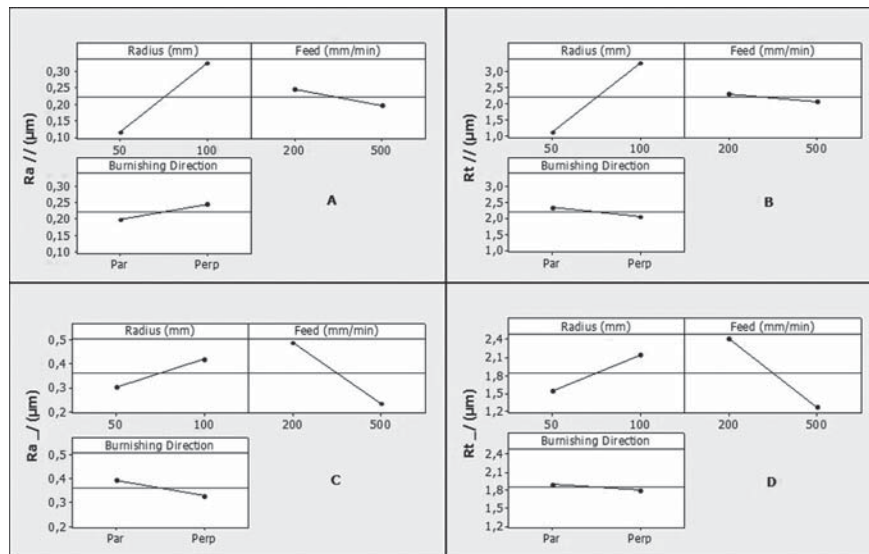 Radius (mm) Feed (mm/min)
0,30
0,25
0,20
0,15
0,10
50 100 200 500
Burnishing Direction
0,30
0,25
0,20
0,15
0,10
Par Perp
Ra // (µm)
A
Radius (mm) Feed (mm/min)
3,0
2,5
2,0
1,5
1,0
50 100 200 500
Burnishing Direction
3,0
2,5
2,0
1,5
1,0
Par Perp
Rt // (µm)
B
Radius (mm) Feed (mm/min)
0,5
0,4
0,3
0,2
50 100 200 500
Burnishing Direction
0,5
0,4
0,3
0,2
Par Perp
Ra _/ (µm)
C
Radius (mm) Feed (mm/min)
2,4
2,1
1,8
1,5
1,2
50 100 200 500
Burnishing Direction
2,4
2,1
1,8
1,5
1,2
Par Perp
Rt _/ (µm)
D